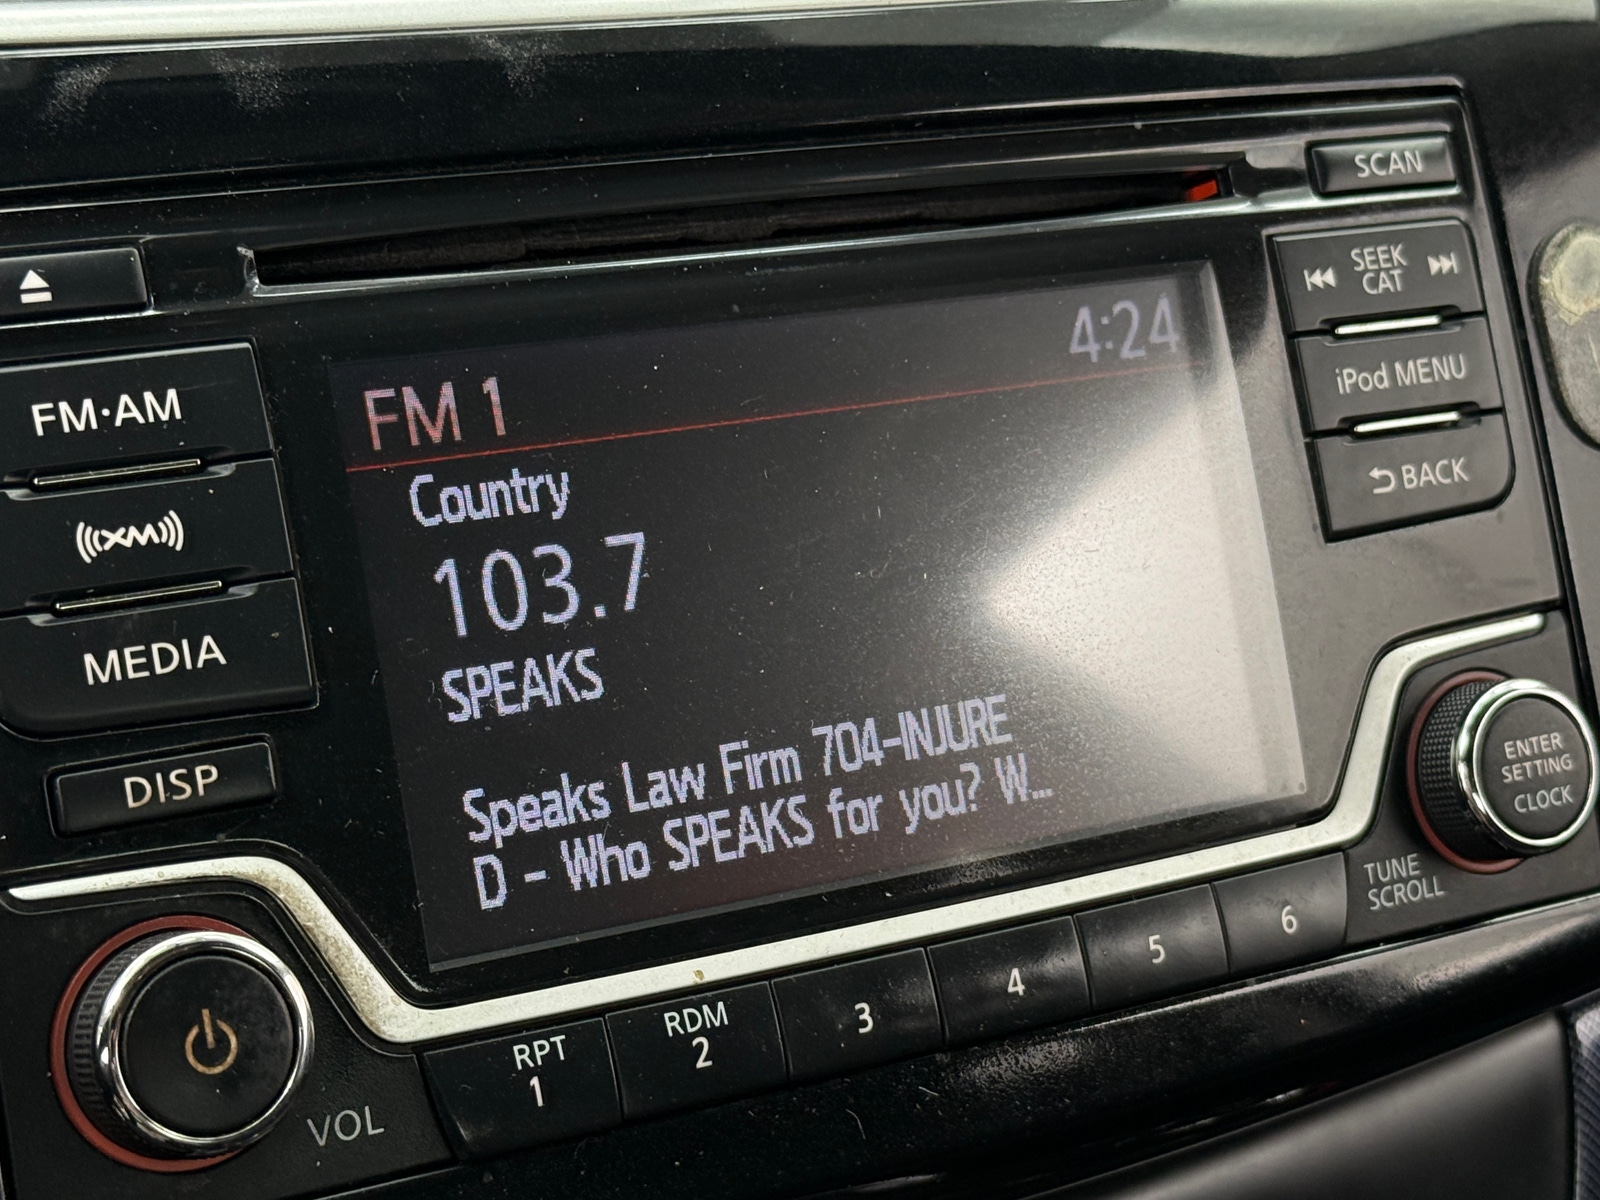 SCAN
SEEK
CAT
iPod MENU
BACK
FM•AM
XM
MEDIA
DISP
FM 1
4:24
Country
103.7
SPEAKS
Speaks Law Firm 704-INJURE
D - Who SPEAKS for you? W...
ENTER
SETTING
CLOCK
TUNE
SCROLL
VOL
RPT
1
RDM
2
3
4
5
6